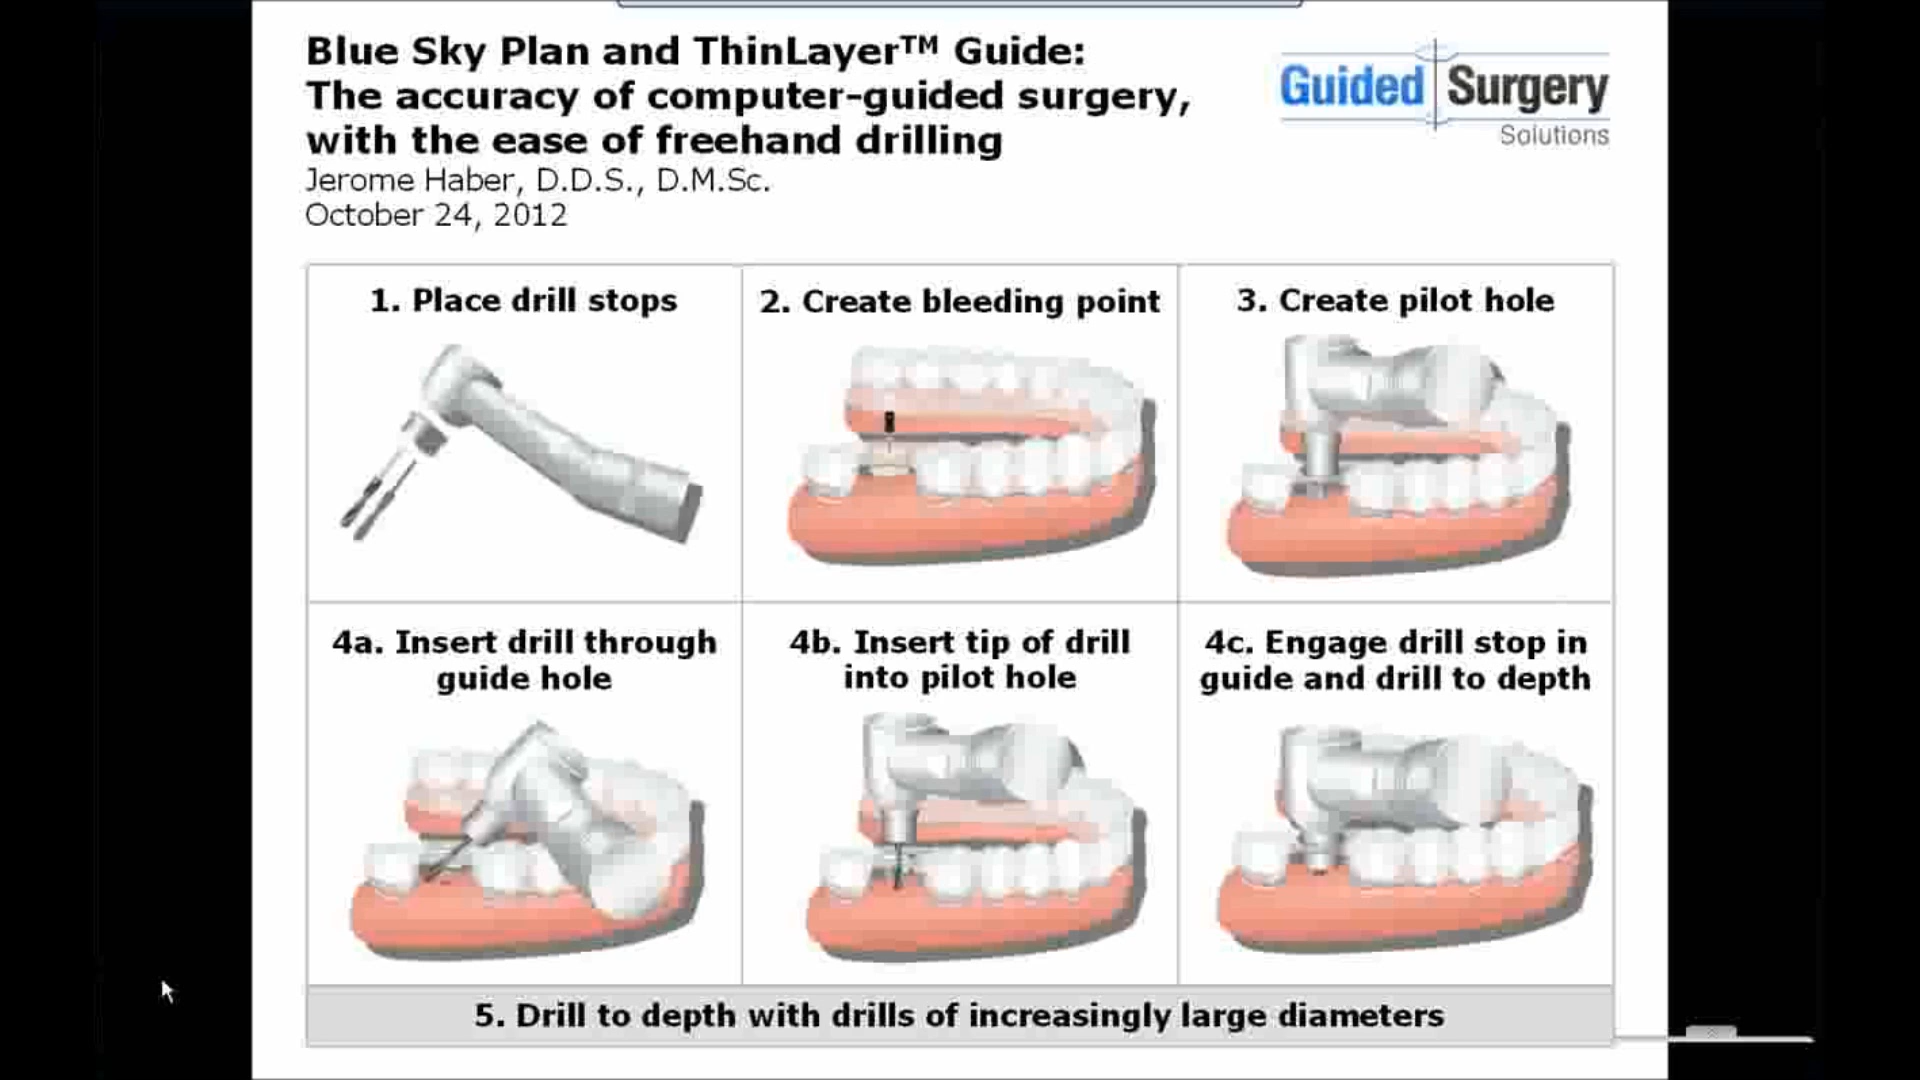 Blue Sky Plan and ThinLayer™ Guide:
The accuracy of computer-guided surgery,
with the ease of freehand drilling
Jerome Haber, D.D.S., D.M.Sc.
October 24, 2012
Guided Surgery
Solutions
1. Place drill stops
2. Create bleeding point
3. Create pilot hole
4a. Insert drill through
guide hole
4b. Insert tip of drill
into pilot hole
4c. Engage drill stop in
guide and drill to depth
5. Drill to depth with drills of increasingly large diameters